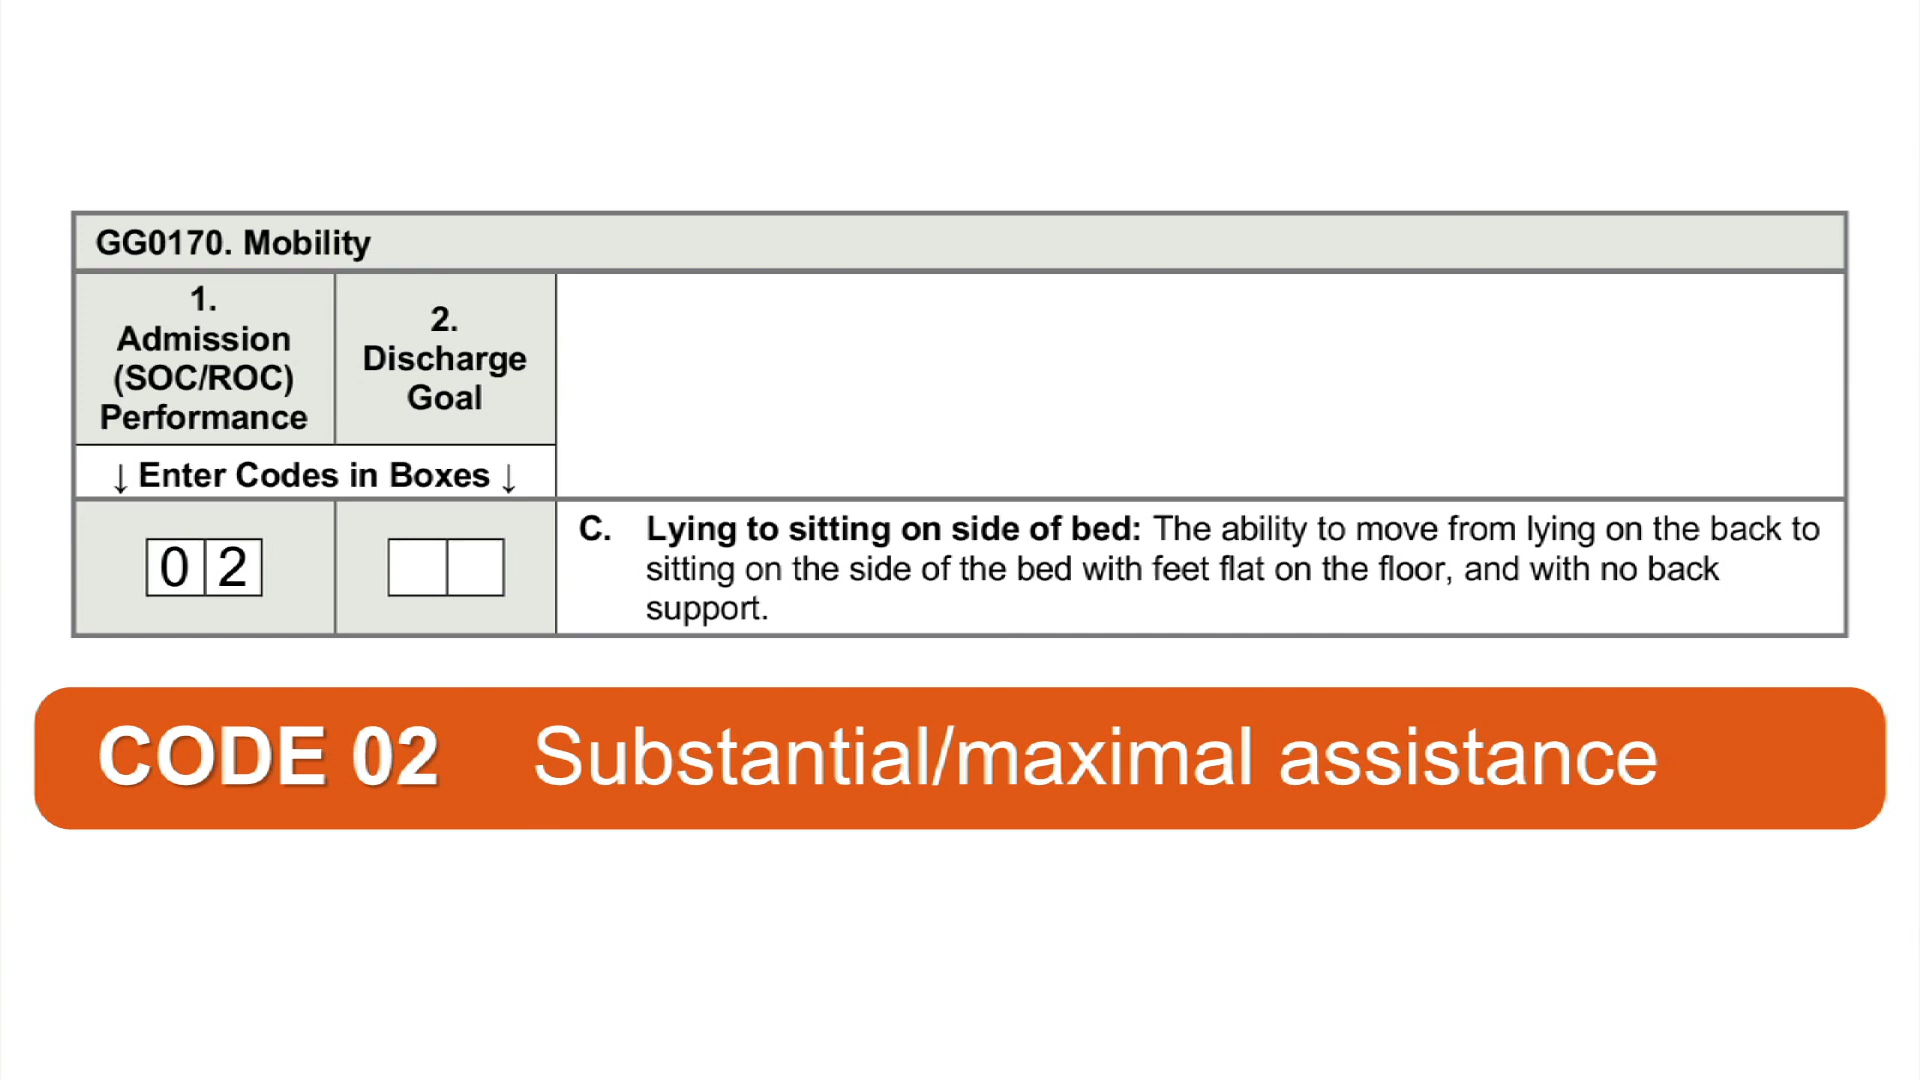 GG0170. Mobility
1.
Admission
(SOC/ROC)
Performance
2.
Discharge
Goal
↓ Enter Codes in Boxes ↓
0 2
C. Lying to sitting on side of bed: The ability to move from lying on the back to
sitting on the side of the bed with feet flat on the floor, and with no back
support.
CODE 02 Substantial/maximal assistance